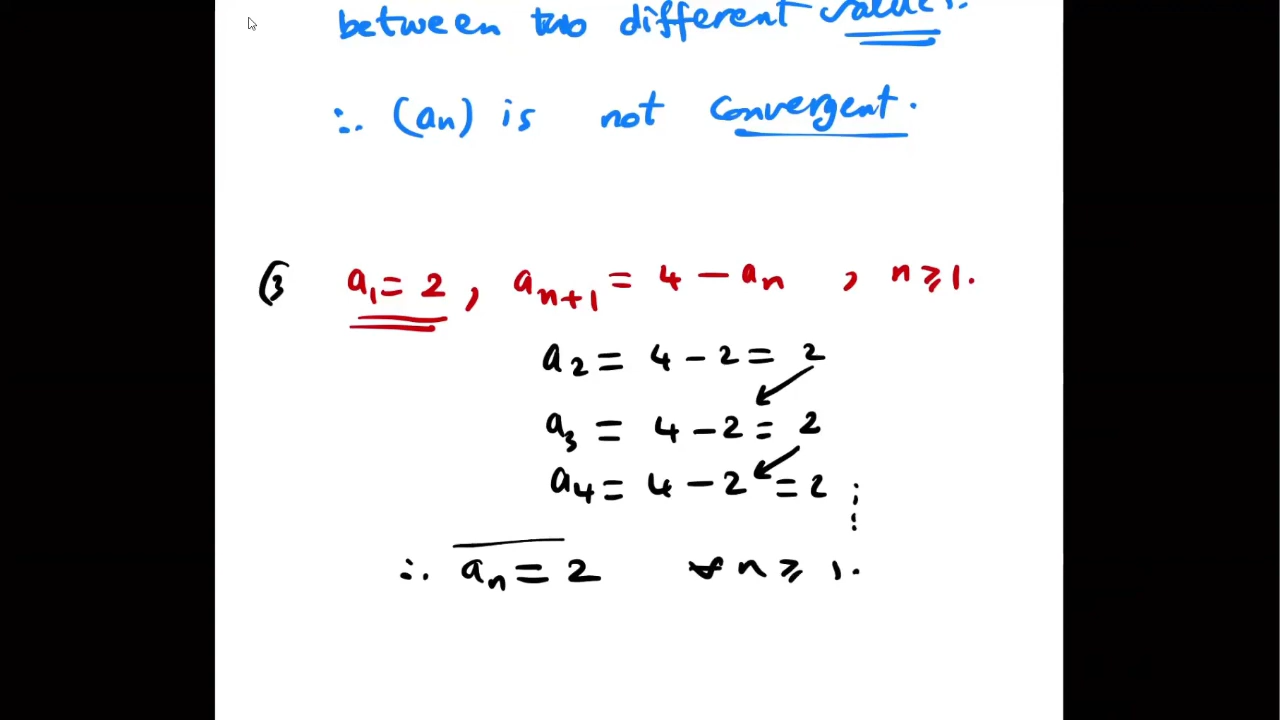 between two different values.
∴ (an) is not convergent.
(3 a₁ = 2, aₙ₊₁ = 4 − aₙ , n ⩾ 1.
a₂ = 4 − 2 = 2
a₃ = 4 − 2 = 2
a₄ = 4 − 2 = 2 ⋮
∴ aₙ = 2 ∀ n ⩾ 1.